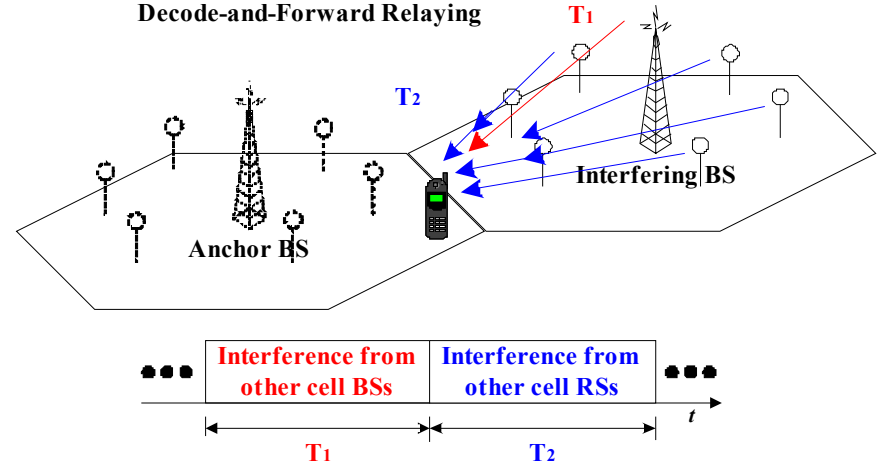 Decode-and-Forward Relaying
T1
T2
Interfering BS
Anchor BS
Interference from
other cell BSs
Interference from
other cell RSs
t
T1
T2